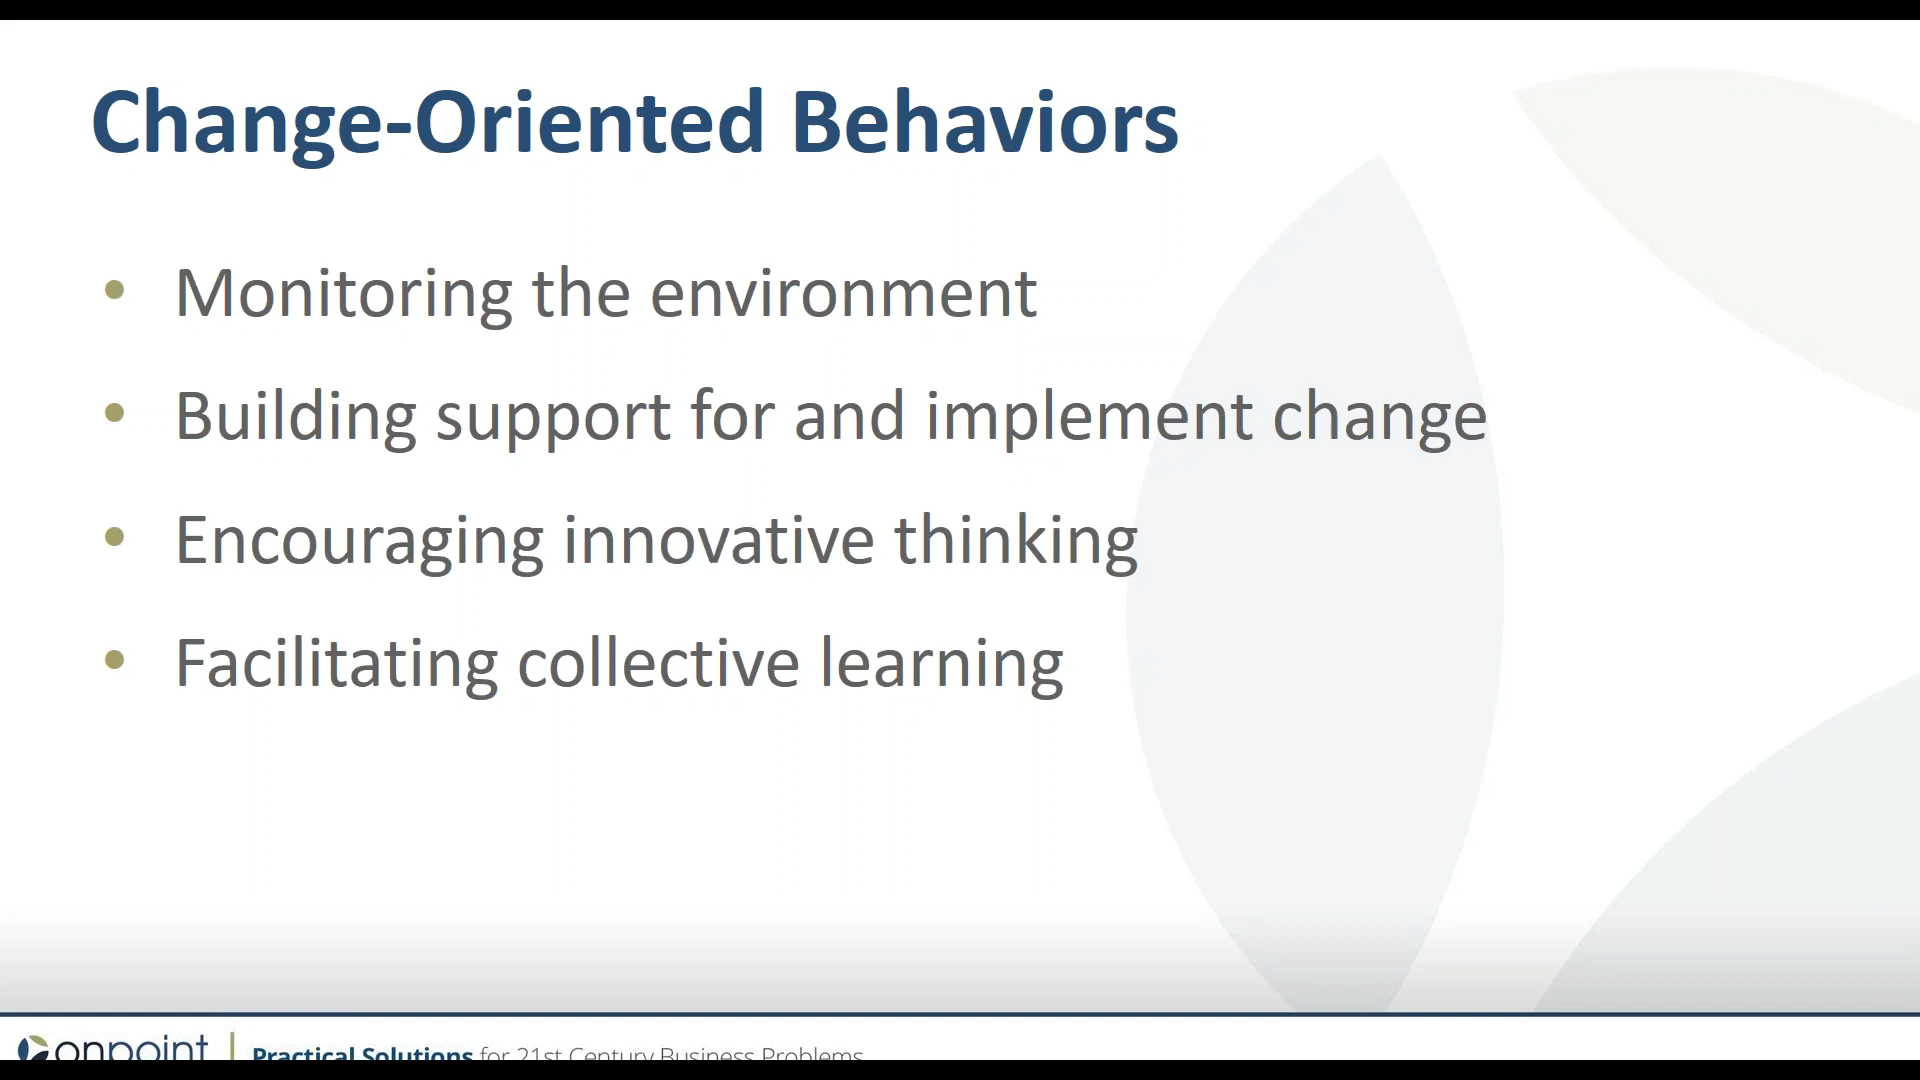 Change-Oriented Behaviors
• Monitoring the environment
• Building support for and implement change
• Encouraging innovative thinking
• Facilitating collective learning
onpoint | Practical Solutions for 21st Century Business Problems